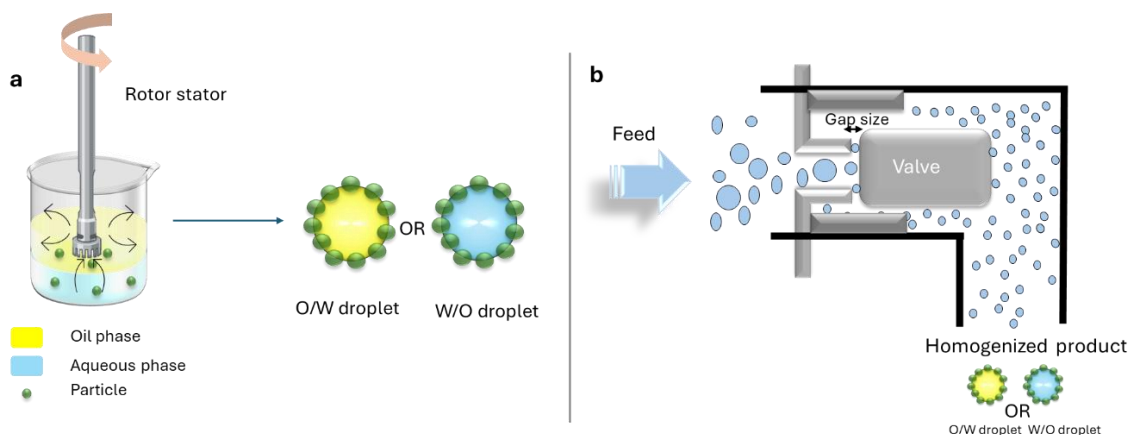 a
Rotor stator
OR
O/W droplet
W/O droplet
Oil phase
Aqueous phase
Particle
b
Feed
Gap size
Valve
Homogenized product
OR
O/W droplet W/O droplet